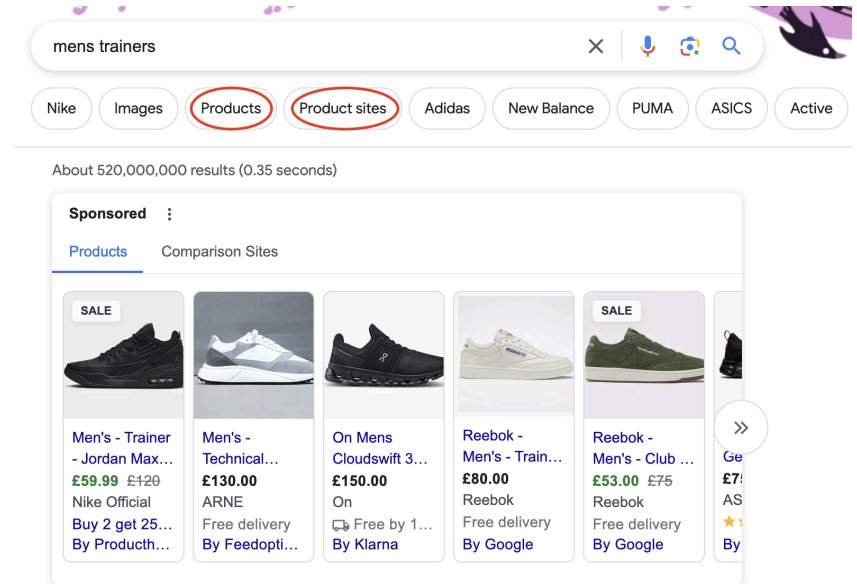 mens trainers
Nike
Images
Products
Product sites
Adidas
New Balance
PUMA
ASICS
Active
About 520,000,000 results (0.35 seconds)
Sponsored
Products Comparison Sites
SALE
Men's - Trainer
- Jordan Max...
£59.99 £120
Nike Official
Buy 2 get 25...
By Producth...
Men's -
Technical...
£130.00
ARNE
Free delivery
By Feedopti...
On Mens
Cloudswift 3...
£150.00
On
Free by 1...
By Klarna
Reebok -
Men's - Train...
£80.00
Reebok
Free delivery
By Google
SALE
Reebok -
Men's - Club ...
£53.00 £75
Reebok
Free delivery
By Google
Ge
AS
By